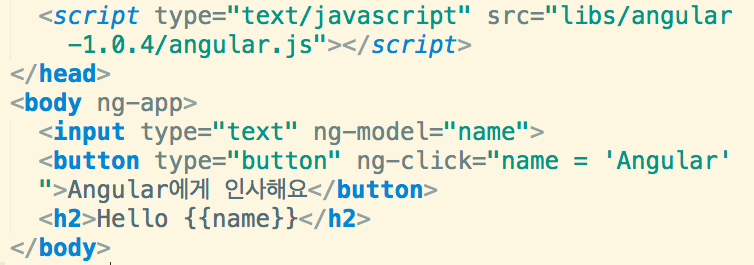 <script type="text/javascript" src="libs/angular
-1.0.4/angular.js"></script>
</head>
<body ng-app>
<input type="text" ng-model="name">
<button type="button" ng-click="name = 'Angular'
">Angular에게 인사해요</button>
<h2>Hello {{name}}</h2>
</body>